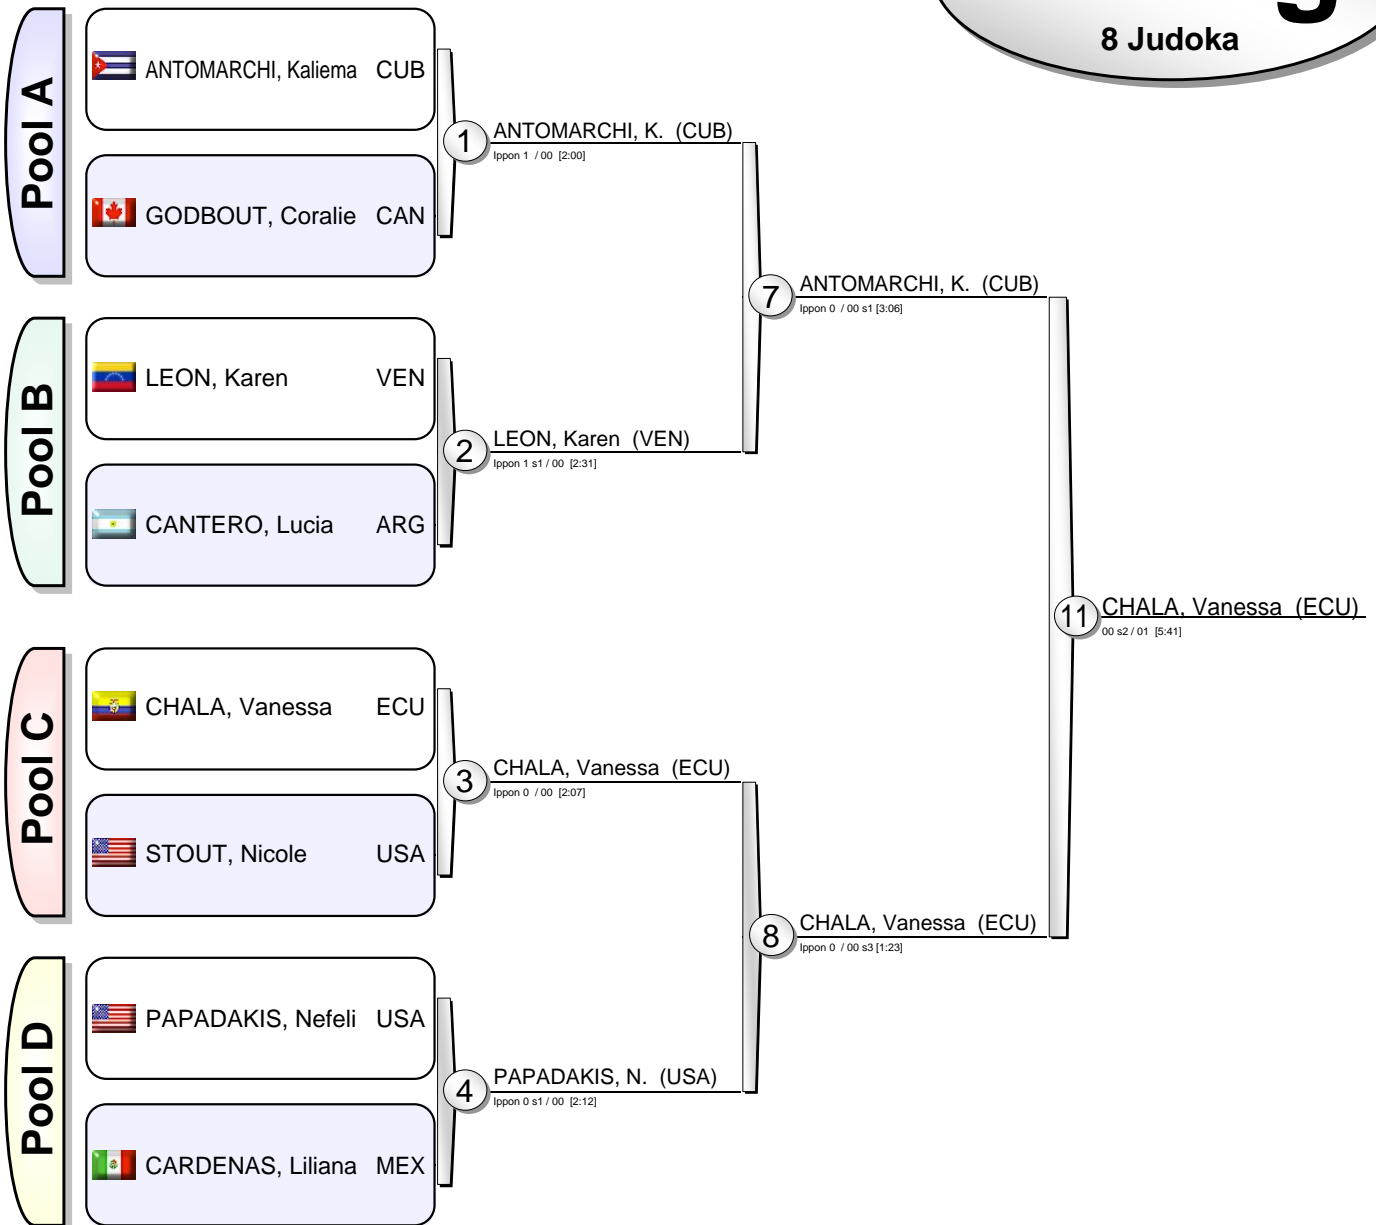 8 Judoka
Pool A
ANTOMARCHI, Kaliema CUB
GODBOUT, Coralie CAN
1 ANTOMARCHI, K. (CUB)
Ippon 1 / 00 [2:00]
7 ANTOMARCHI, K. (CUB)
Ippon 0 / 00 s1 [3:06]
Pool B
LEON, Karen VEN
CANTERO, Lucia ARG
2 LEON, Karen (VEN)
Ippon 1 s1 / 00 [2:31]
11 CHALA, Vanessa (ECU)
00 s2 / 01 [5:41]
Pool C
CHALA, Vanessa ECU
STOUT, Nicole USA
3 CHALA, Vanessa (ECU)
Ippon 0 / 00 [2:07]
8 CHALA, Vanessa (ECU)
Ippon 0 / 00 s3 [1:23]
Pool D
PAPADAKIS, Nefeli USA
CARDENAS, Liliana MEX
4 PAPADAKIS, N. (USA)
Ippon 0 s1 / 00 [2:12]